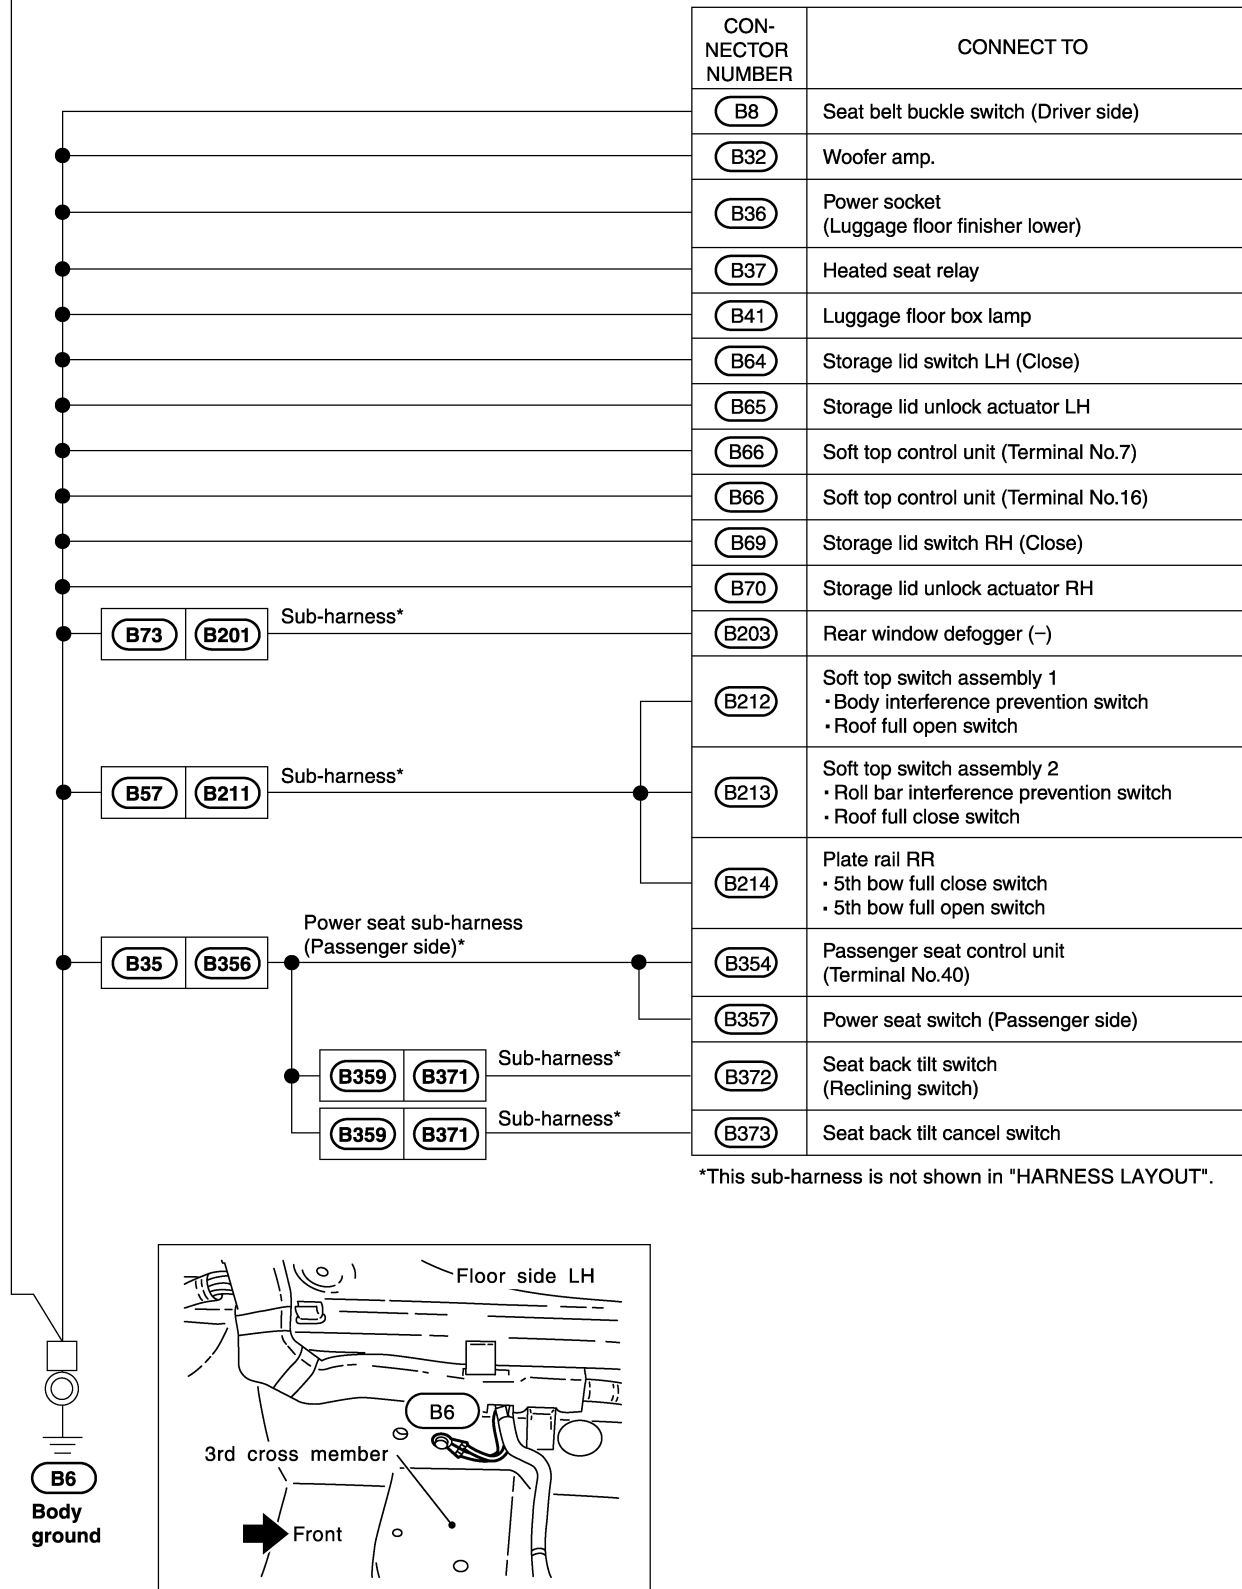 CON-
NECTOR
NUMBER
CONNECT TO
B8 Seat belt buckle switch (Driver side)
B32 Woofer amp.
B36 Power socket
(Luggage floor finisher lower)
B37 Heated seat relay
B41 Luggage floor box lamp
B64 Storage lid switch LH (Close)
B65 Storage lid unlock actuator LH
B66 Soft top control unit (Terminal No.7)
B66 Soft top control unit (Terminal No.16)
B69 Storage lid switch RH (Close)
B70 Storage lid unlock actuator RH
B73 B201 Sub-harness* B203 Rear window defogger (−)
B212 Soft top switch assembly 1
· Body interference prevention switch
· Roof full open switch
B57 B211 Sub-harness* B213 Soft top switch assembly 2
· Roll bar interference prevention switch
· Roof full close switch
B214 Plate rail RR
· 5th bow full close switch
· 5th bow full open switch
Power seat sub-harness
(Passenger side)*
B35 B356 B354 Passenger seat control unit
(Terminal No.40)
B357 Power seat switch (Passenger side)
B359 B371 Sub-harness* B372 Seat back tilt switch
(Reclining switch)
B359 B371 Sub-harness* B373 Seat back tilt cancel switch
*This sub-harness is not shown in "HARNESS LAYOUT".
Floor side LH
B6
3rd cross member
Front
B6
Body
ground